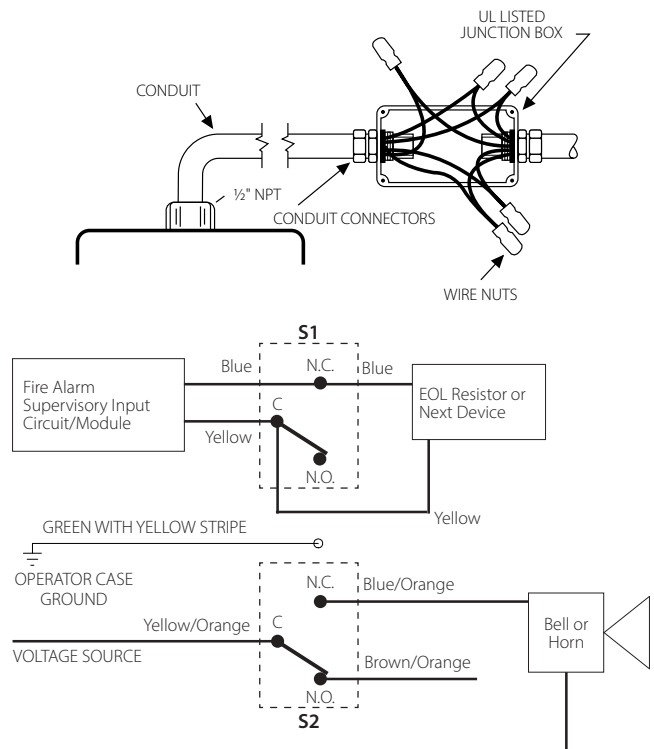 UL LISTED
JUNCTION BOX
CONDUIT
½" NPT
CONDUIT CONNECTORS
WIRE NUTS
S1
Blue
N.C.
Blue
Fire Alarm
Supervisory Input
Circuit/Module
C
EOL Resistor or
Next Device
Yellow
N.O.
Yellow
GREEN WITH YELLOW STRIPE
OPERATOR CASE
GROUND
N.C.
Blue/Orange
Yellow/Orange
C
Bell or
Horn
VOLTAGE SOURCE
Brown/Orange
N.O.
S2